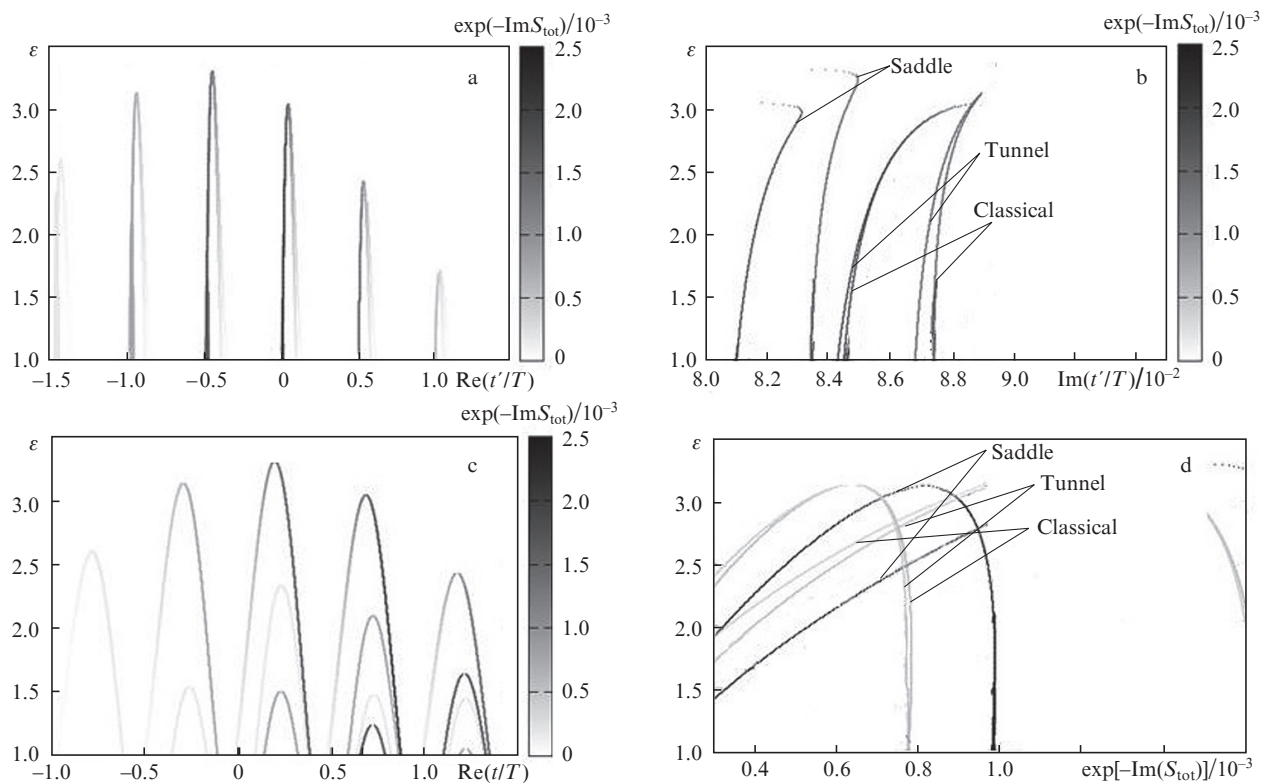 exp(–ImS_tot)/10^–3
ε
a
3.0
2.5
2.0
1.5
1.0
–1.5
–1.0
–0.5
0
0.5
1.0
Re(t′/T)
2.5
2.0
1.5
1.0
0.5
0
exp(–ImS_tot)/10^–3
ε
b
Saddle
Tunnel
Classical
3.0
2.5
2.0
1.5
1.0
8.0
8.2
8.4
8.6
8.8
9.0
Im(t′/T)/10^–2
2.5
2.0
1.5
1.0
0.5
0
exp(–ImS_tot)/10^–3
ε
c
3.0
2.5
2.0
1.5
1.0
–1.0
–0.5
0
0.5
1.0
Re(t/T)
2.5
2.0
1.5
1.0
0.5
0
ε
d
Saddle
Tunnel
Classical
3.0
2.5
2.0
1.5
1.0
0.4
0.6
0.8
1.0
exp[–Im(S_tot)]/10^–3